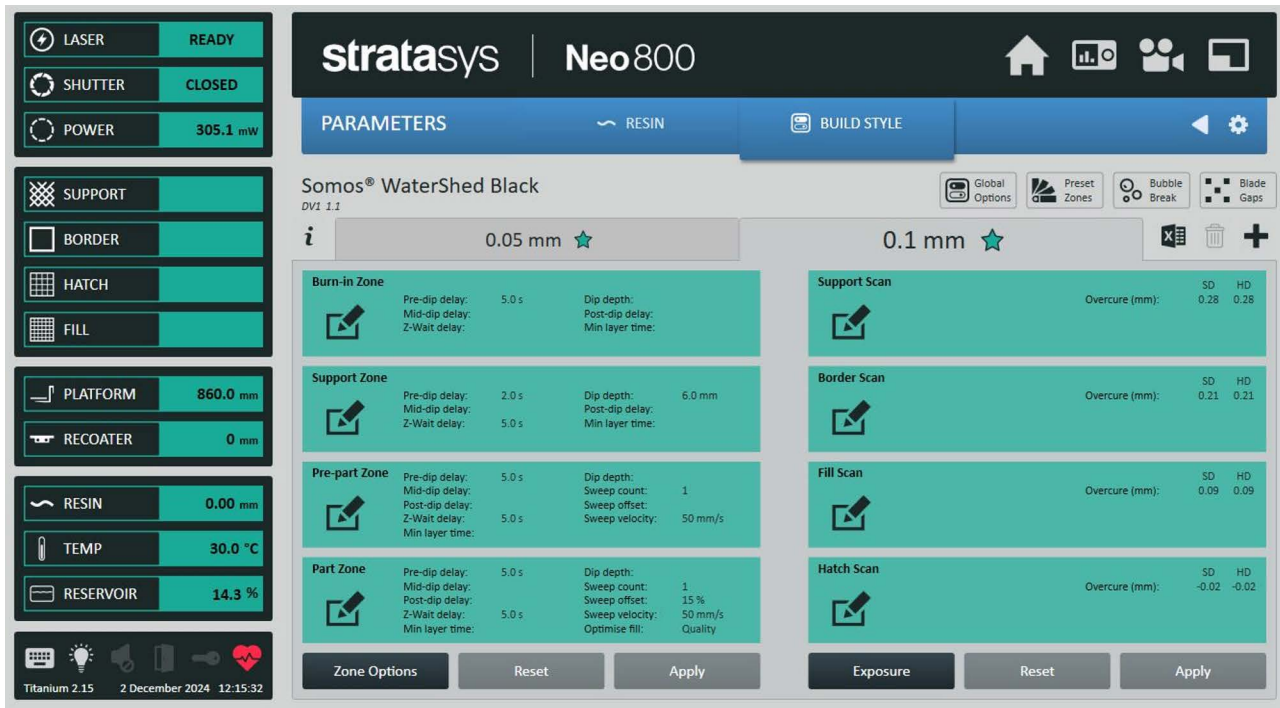 LASER READY
SHUTTER CLOSED
POWER 305.1 mW
SUPPORT
BORDER
HATCH
FILL
PLATFORM 860.0 mm
RECOATER 0 mm
RESIN 0.00 mm
TEMP 30.0 °C
RESERVOIR 14.3 %
Titanium 2.15 2 December 2024 12:15:32
stratasys | Neo800
PARAMETERS RESIN BUILD STYLE
Somos® WaterShed Black
DV1 1.1
Global Options
Preset Zones
Bubble Break
Blade Gaps
i 0.05 mm 0.1 mm
Burn-in Zone
Pre-dip delay: 5.0 s Dip depth:
Mid-dip delay: Post-dip delay:
Z-Wait delay: Min layer time:
Support Zone
Pre-dip delay: 2.0 s Dip depth: 6.0 mm
Mid-dip delay: Post-dip delay:
Z-Wait delay: 5.0 s Min layer time:
Pre-part Zone
Pre-dip delay: 5.0 s Dip depth:
Mid-dip delay: Sweep count: 1
Post-dip delay: Sweep offset:
Z-Wait delay: 5.0 s Sweep velocity: 50 mm/s
Min layer time:
Part Zone
Pre-dip delay: 5.0 s Dip depth:
Mid-dip delay: Sweep count: 1
Post-dip delay: Sweep offset: 15 %
Z-Wait delay: 5.0 s Sweep velocity: 50 mm/s
Min layer time: Optimise fill: Quality
Zone Options Reset Apply
Support Scan
SD HD
Overcure (mm): 0.28 0.28
Border Scan
SD HD
Overcure (mm): 0.21 0.21
Fill Scan
SD HD
Overcure (mm): 0.09 0.09
Hatch Scan
SD HD
Overcure (mm): -0.02 -0.02
Exposure Reset Apply